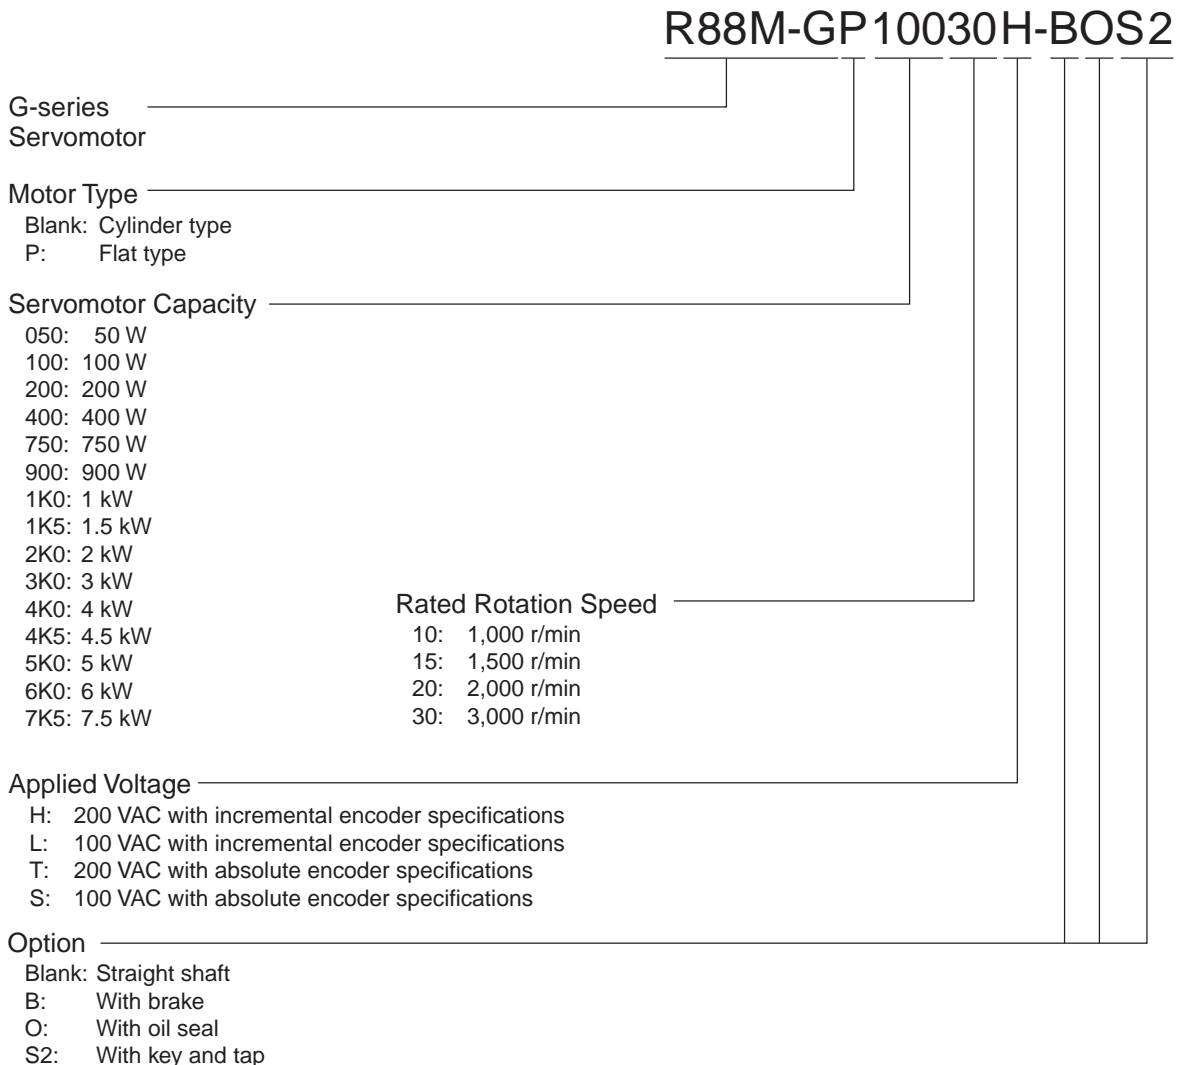 R88M-GP10030H-BOS2
G-series
Servomotor
Motor Type
Blank: Cylinder type
P: Flat type
Servomotor Capacity
050: 50 W
100: 100 W
200: 200 W
400: 400 W
750: 750 W
900: 900 W
1K0: 1 kW
1K5: 1.5 kW
2K0: 2 kW
3K0: 3 kW
4K0: 4 kW
4K5: 4.5 kW
5K0: 5 kW
6K0: 6 kW
7K5: 7.5 kW
Rated Rotation Speed
10: 1,000 r/min
15: 1,500 r/min
20: 2,000 r/min
30: 3,000 r/min
Applied Voltage
H: 200 VAC with incremental encoder specifications
L: 100 VAC with incremental encoder specifications
T: 200 VAC with absolute encoder specifications
S: 100 VAC with absolute encoder specifications
Option
Blank: Straight shaft
B: With brake
O: With oil seal
S2: With key and tap